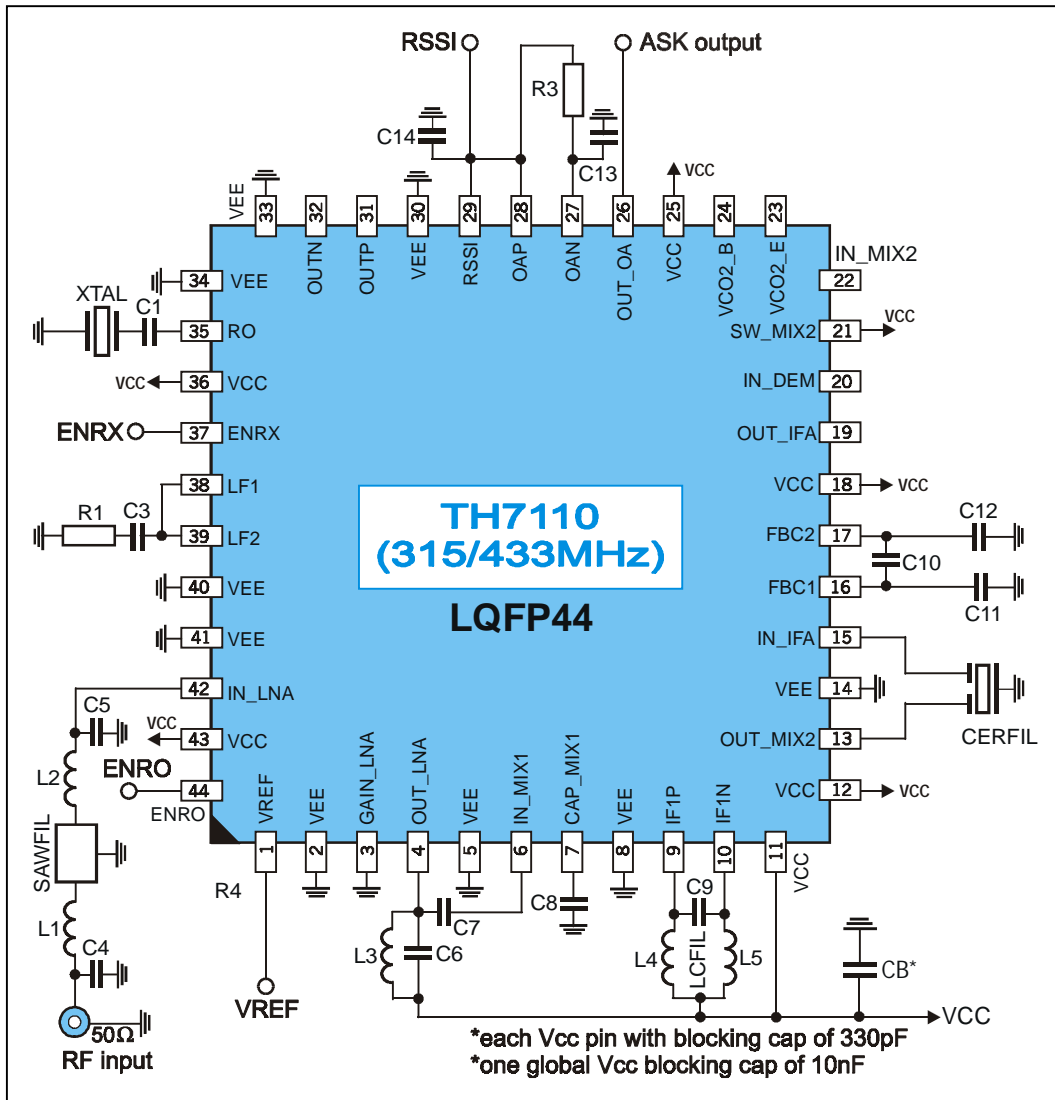 RSSI
ASK output
R3
C14
C13
VCC
VEE
33
32
31
30
29
28
27
26
25
24
23
OUTN
OUTP
VEE
RSSI
OAP
OAN
OUT_OA
VCC
VCO2_B
VCO2_E
IN_MIX2
22
34
VEE
XTAL
C1
35
RO
SW_MIX2
21
VCC
VCC
36
VCC
IN_DEM
20
ENRX
37
ENRX
OUT_IFA
19
38
LF1
VCC
18
VCC
R1
C3
39
LF2
TH7110
(315/433MHz)
LQFP44
FBC2
17
C12
C10
40
VEE
FBC1
16
C11
41
VEE
IN_IFA
15
42
IN_LNA
VEE
14
C5
VCC
43
VCC
OUT_MIX2
13
CERFIL
L2
ENRO
44
ENRO
VCC
12
VCC
VREF
VEE
GAIN_LNA
OUT_LNA
VEE
IN_MIX1
CAP_MIX1
VEE
IF1P
IF1N
1
2
3
4
5
6
7
8
9
10
11
VCC
SAWFIL
R4
L1
C4
C7
C8
C9
L3
C6
L4
LCFIL
L5
CB*
VREF
50Ω
RF input
VCC
*each Vcc pin with blocking cap of 330pF
*one global Vcc blocking cap of 10nF